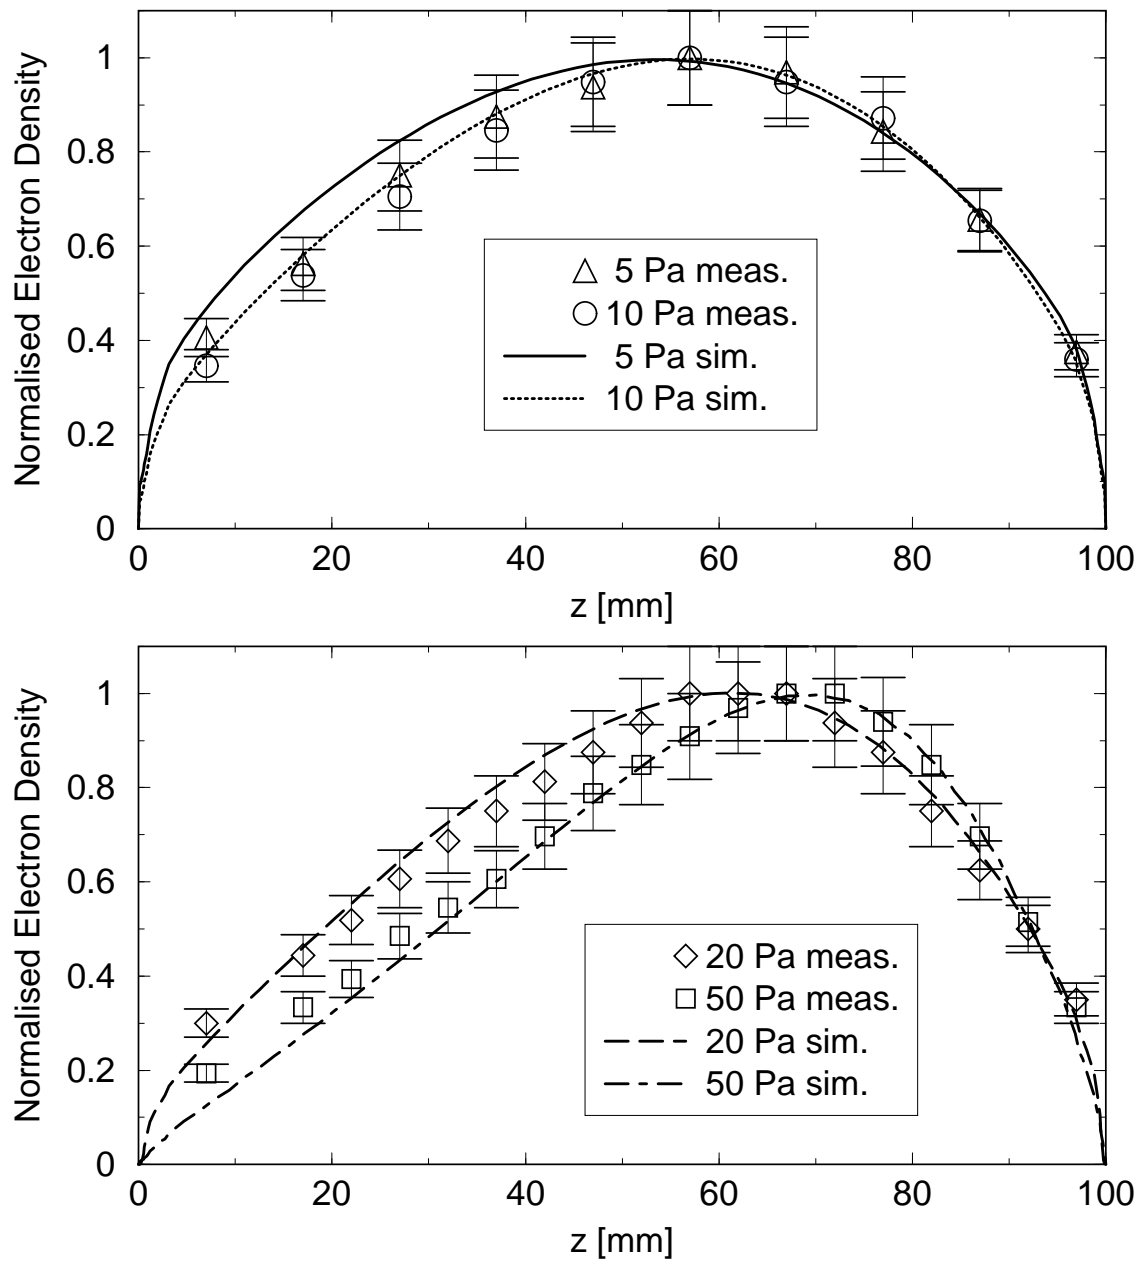 Normalised Electron Density
1
0.8
0.6
0.4
0.2
0
5 Pa meas.
10 Pa meas.
5 Pa sim.
10 Pa sim.
0 20 40 60 80 100
z [mm]
Normalised Electron Density
1
0.8
0.6
0.4
0.2
0
20 Pa meas.
50 Pa meas.
20 Pa sim.
50 Pa sim.
0 20 40 60 80 100
z [mm]